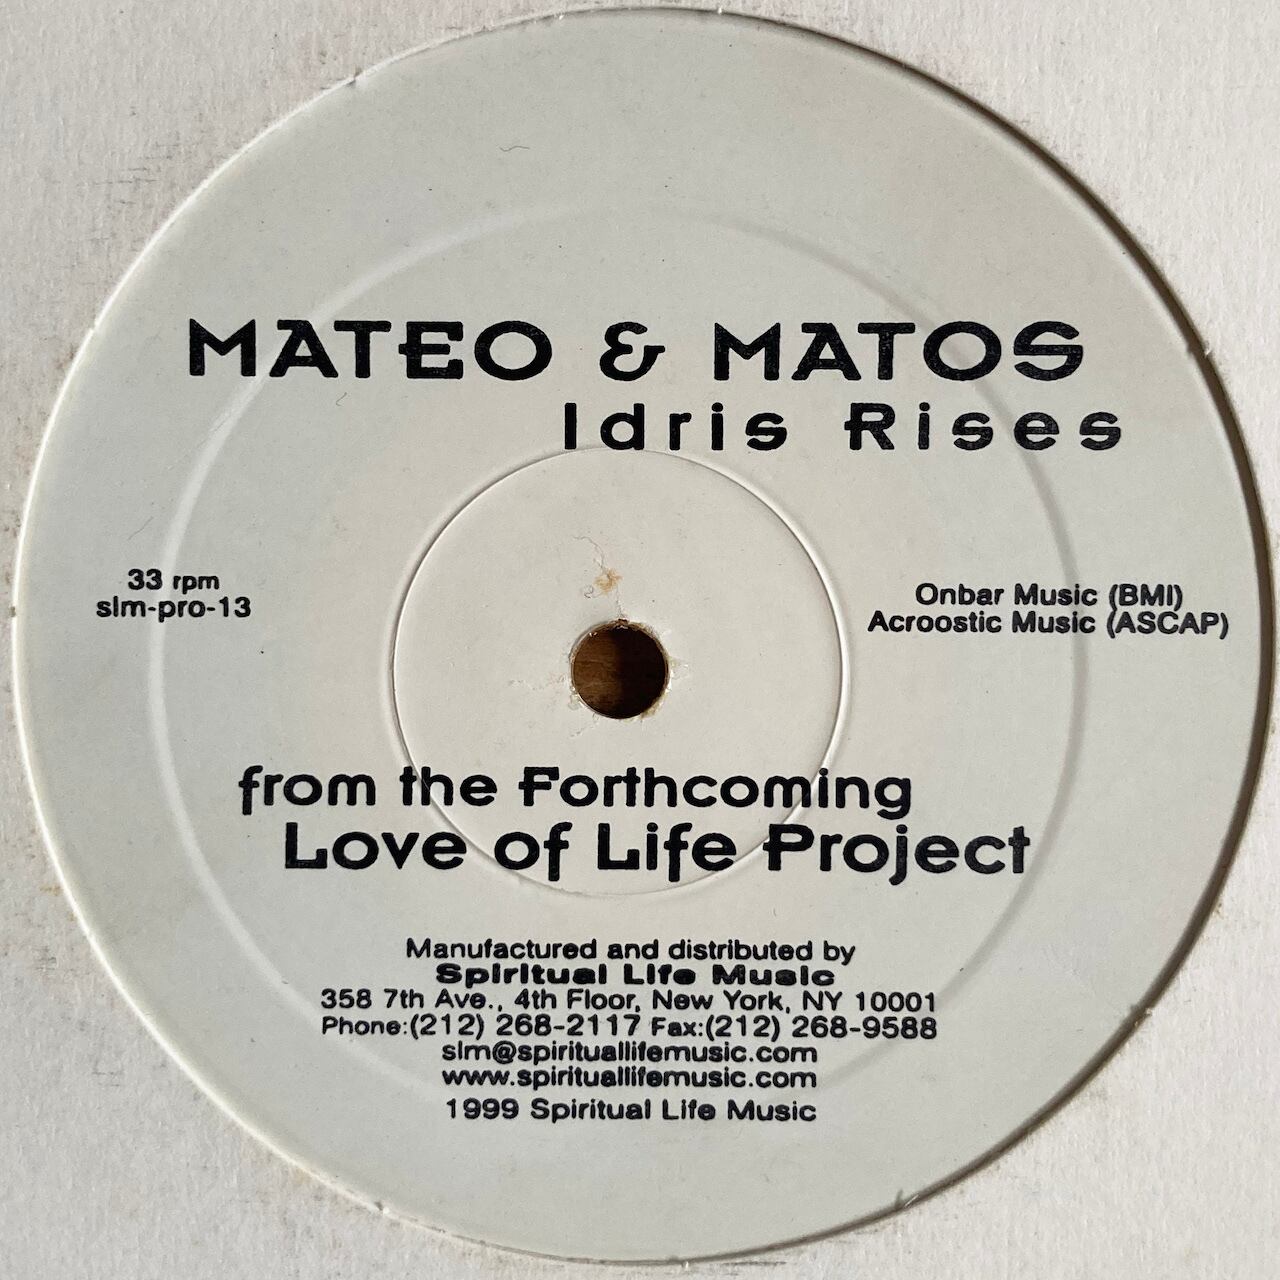 MATEO & MATOS
Idris Rises
33 rpm
slm-pro-13
Onbar Music (BMI)
Acroostic Music (ASCAP)
from the Forthcoming
Love of Life Project
Manufactured and distributed by
Spiritual Life Music
358 7th Ave., 4th Floor, New York, NY 10001
Phone:(212) 268-2117 Fax:(212) 268-9588
slm@spirituallifemusic.com
www.spirituallifemusic.com
1999 Spiritual Life Music